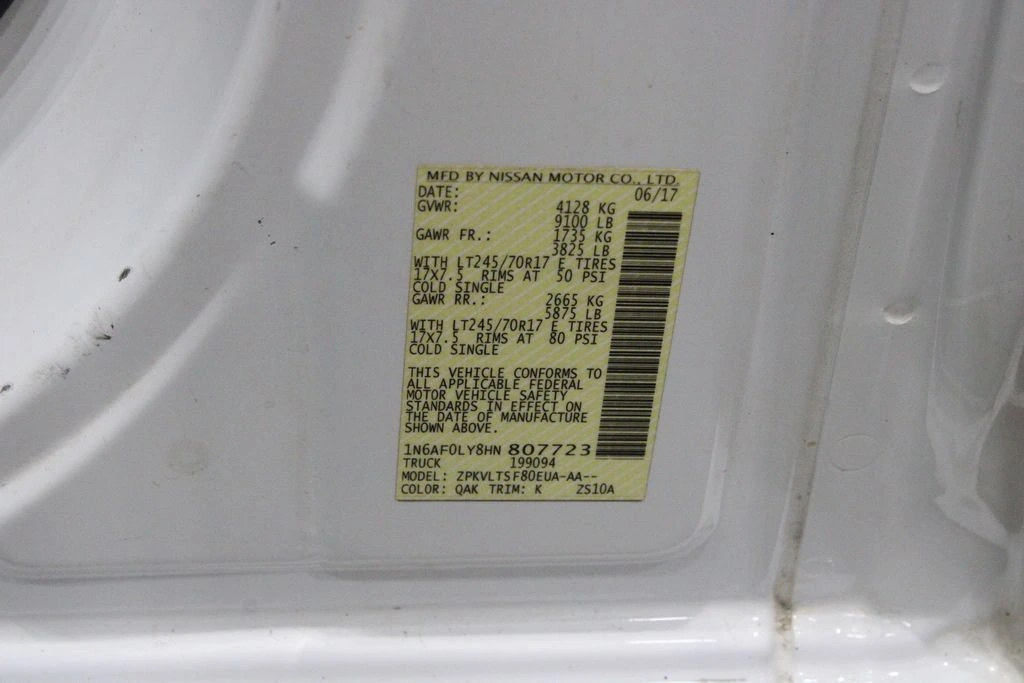 MFD BY NISSAN MOTOR CO., LTD.
DATE: 06/17
GVWR: 4128 KG
9100 LB
GAWR FR.: 1735 KG
3825 LB
WITH LT245/70R17 E TIRES
17X7.5 RIMS AT 50 PSI
COLD SINGLE
GAWR RR.: 2665 KG
5875 LB
WITH LT245/70R17 E TIRES
17X7.5 RIMS AT 80 PSI
COLD SINGLE
THIS VEHICLE CONFORMS TO
ALL APPLICABLE FEDERAL
MOTOR VEHICLE SAFETY
STANDARDS IN EFFECT ON
THE DATE OF MANUFACTURE
SHOWN ABOVE.
1N6AF0LY8HN 807723
TRUCK 199094
MODEL: ZPKVLTSF80EUA-AA--
COLOR: QAK TRIM: K ZS10A